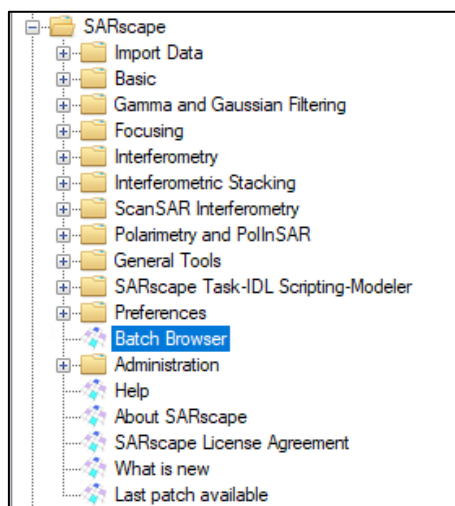 SARscape
Import Data
Basic
Gamma and Gaussian Filtering
Focusing
Interferometry
Interferometric Stacking
ScanSAR Interferometry
Polarimetry and PolInSAR
General Tools
SARscape Task-IDL Scripting-Modeler
Preferences
Batch Browser
Administration
Help
About SARscape
SARscape License Agreement
What is new
Last patch available